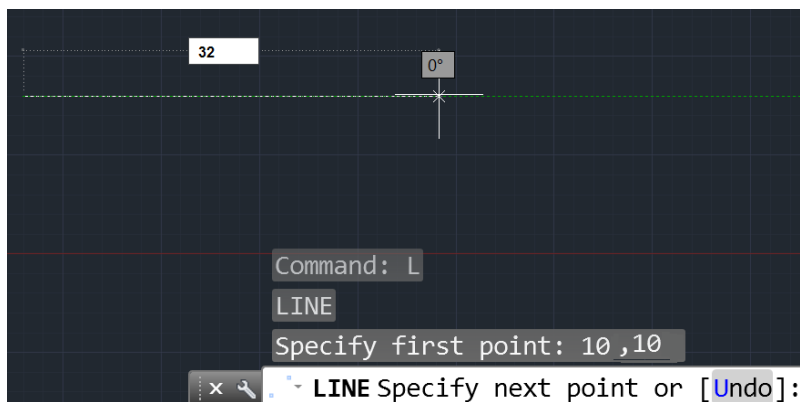 32
0°
Command: L
LINE
Specify first point: 10 ,10
LINE Specify next point or [Undo]: